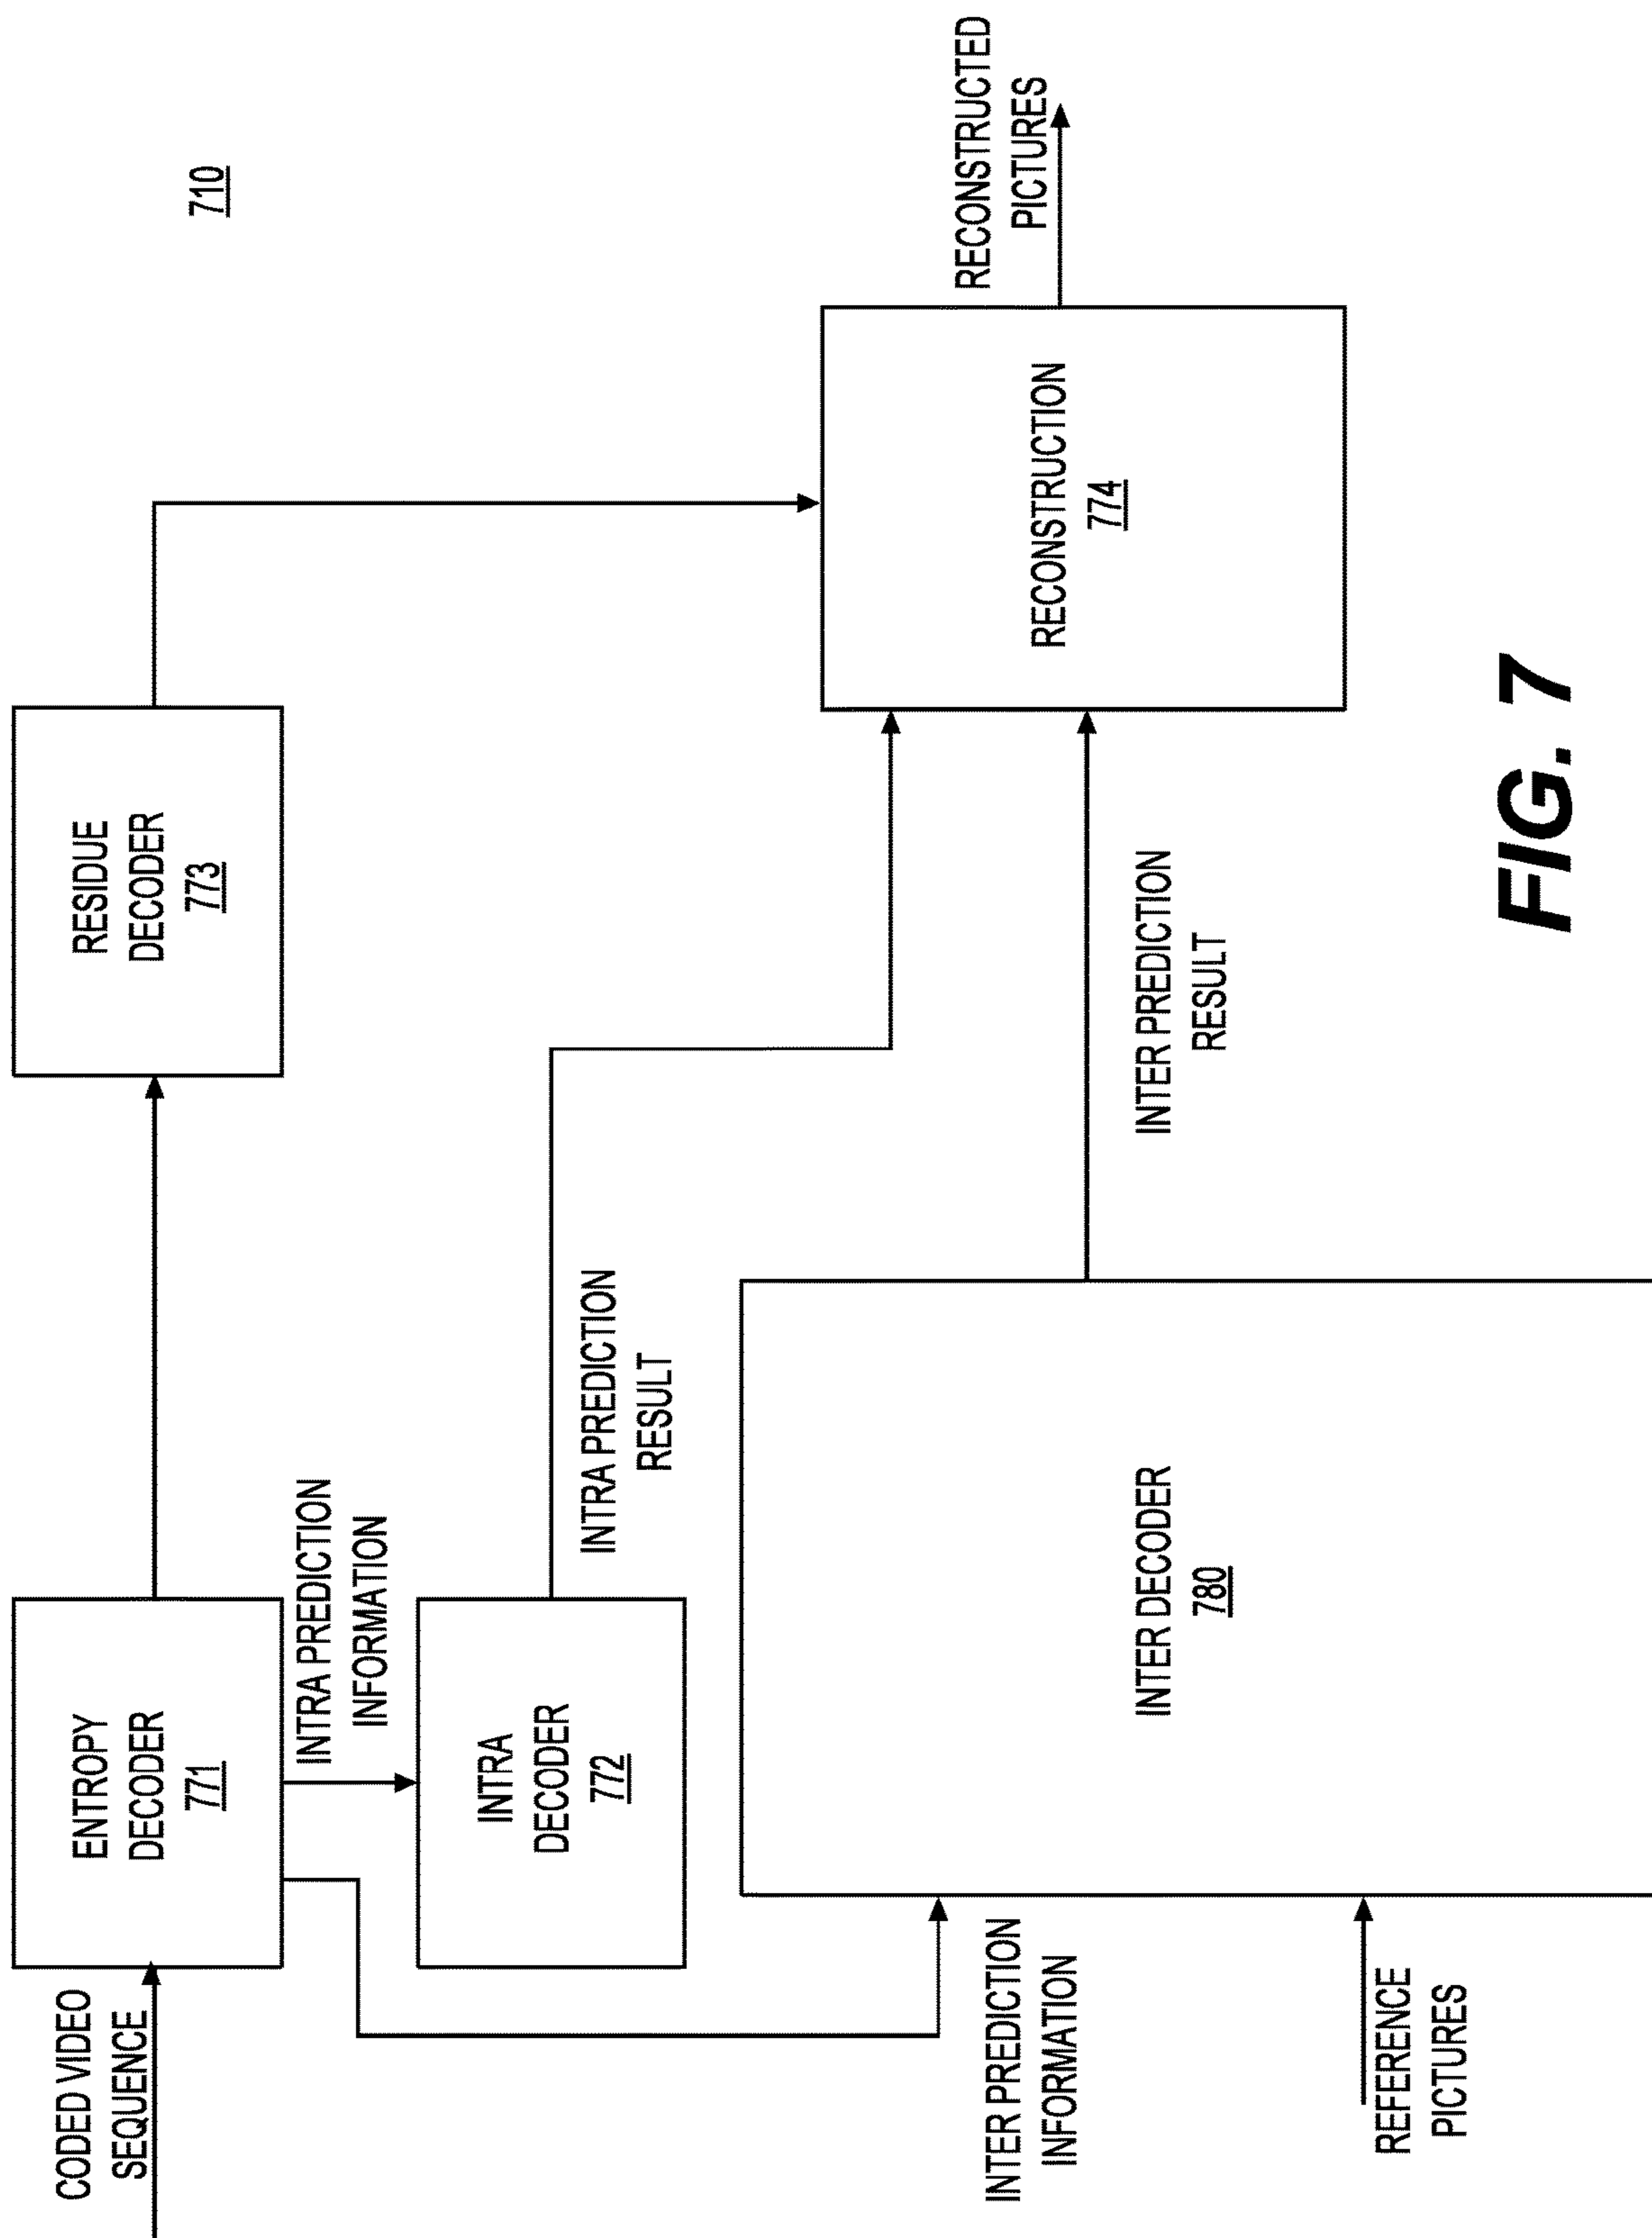 710
CODED VIDEO
SEQUENCE
ENTROPY
DECODER
771
RESIDUE
DECODER
773
INTRA PREDICTION
INFORMATION
INTRA
DECODER
772
INTRA PREDICTION
RESULT
RECONSTRUCTED
PICTURES
RECONSTRUCTION
774
INTER PREDICTION
INFORMATION
INTER DECODER
780
INTER PREDICTION
RESULT
REFERENCE
PICTURES
FIG. 7